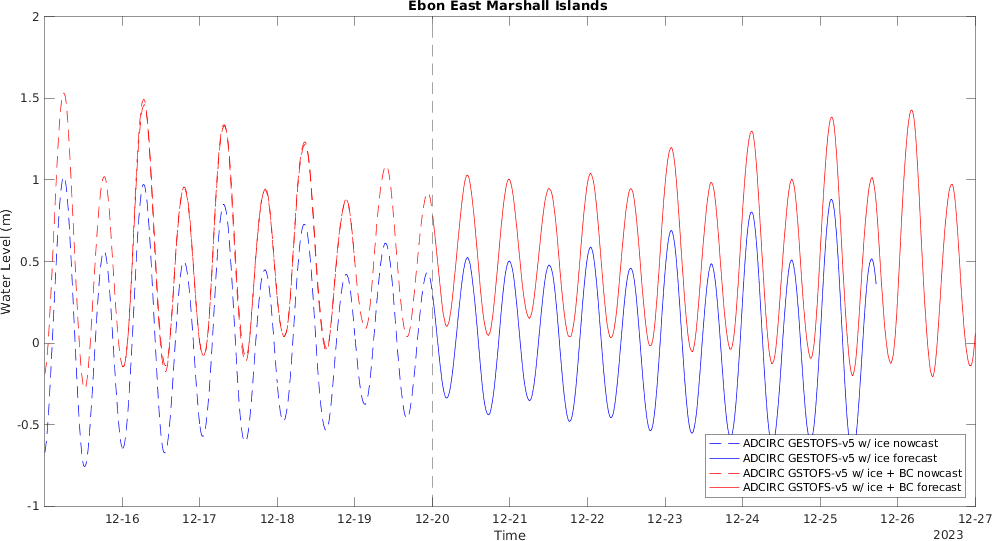 Ebon East Marshall Islands
2
1.5
1
0.5
0
-0.5
-1
Water Level (m)
12-16 12-17 12-18 12-19 12-20 12-21 12-22 12-23 12-24 12-25 12-26 12-27
Time
2023
ADCIRC GESTOFS-v5 w/ ice nowcast
ADCIRC GESTOFS-v5 w/ ice forecast
ADCIRC GSTOFS-v5 w/ ice + BC nowcast
ADCIRC GSTOFS-v5 w/ ice + BC forecast